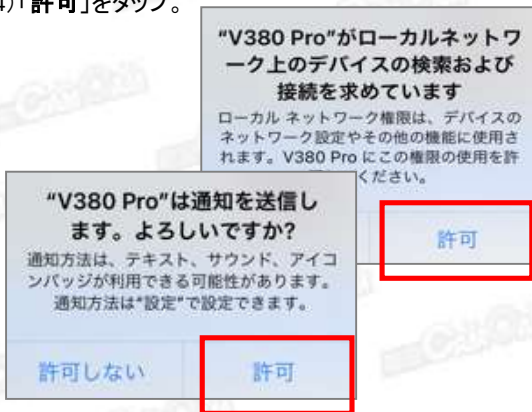 「許可」をタップ。
“V380 Pro”がローカルネットワ
ーク上のデバイスの検索および
接続を求めています
ローカル ネットワーク権限は、デバイスの
ネットワーク設定やその他の機能に使用さ
れます。V380 Pro にこの権限の使用を許
ください。
許可
“V380 Pro”は通知を送信し
ます。よろしいですか?
通知方法は、テキスト、サウンド、アイコ
ンバッジが利用できる可能性があります。
通知方法は“設定”で設定できます。
許可しない
許可